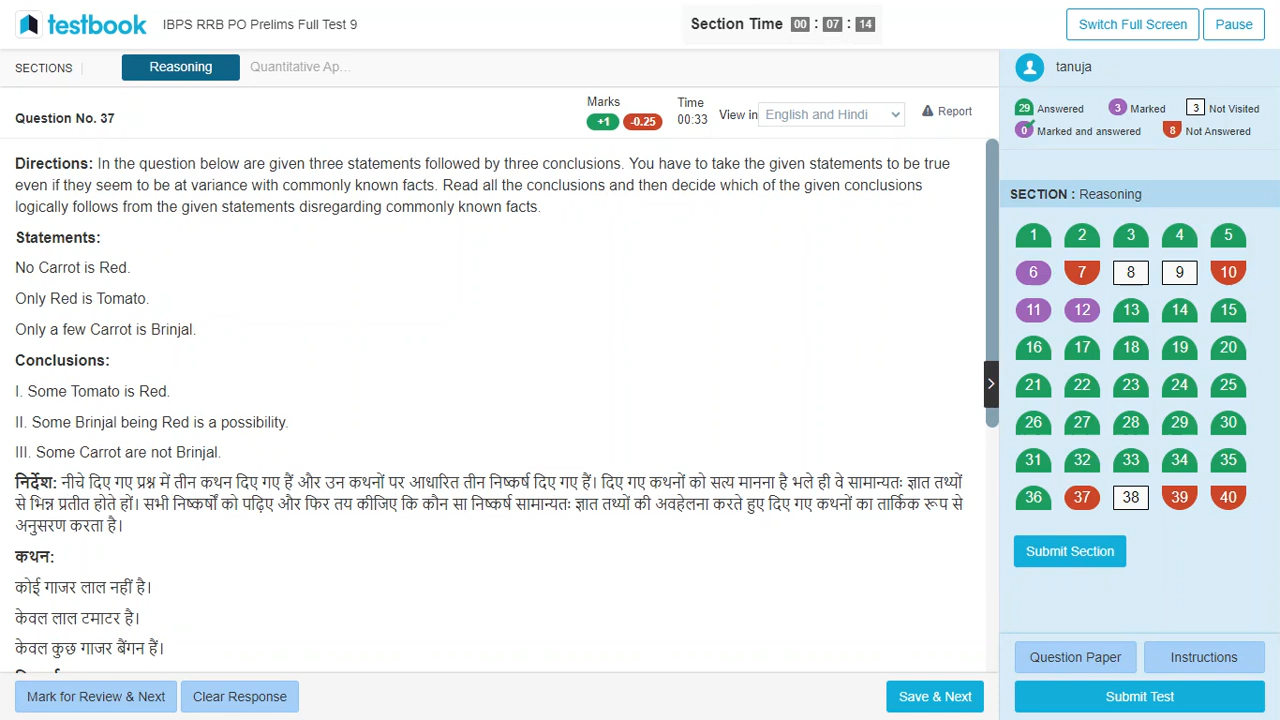 testbook IBPS RRB PO Prelims Full Test 9 Section Time 00 : 07 : 14 Switch Full Screen Pause
SECTIONS Reasoning Quantitative Ap...
tanuja
Question No. 37 Marks +1 -0.25 Time 00:33 View in English and Hindi Report
29 Answered 3 Marked 3 Not Visited
0 Marked and answered 8 Not Answered
Directions: In the question below are given three statements followed by three conclusions. You have to take the given statements to be true
even if they seem to be at variance with commonly known facts. Read all the conclusions and then decide which of the given conclusions
logically follows from the given statements disregarding commonly known facts.
Statements:
No Carrot is Red.
Only Red is Tomato.
Only a few Carrot is Brinjal.
Conclusions:
I. Some Tomato is Red.
II. Some Brinjal being Red is a possibility.
III. Some Carrot are not Brinjal.
निर्देश: नीचे दिए गए प्रश्न में तीन कथन दिए गए हैं और उन कथनों पर आधारित तीन निष्कर्ष दिए गए हैं। दिए गए कथनों को सत्य मानना है भले ही वे सामान्यतः ज्ञात तथ्यों
से भिन्न प्रतीत होते हों। सभी निष्कर्षों को पढ़िए और फिर तय कीजिए कि कौन सा निष्कर्ष सामान्यतः ज्ञात तथ्यों की अवहेलना करते हुए दिए गए कथनों का तार्किक रूप से
अनुसरण करता है।
कथन:
कोई गाजर लाल नहीं है।
केवल लाल टमाटर है।
केवल कुछ गाजर बैंगन हैं।
SECTION : Reasoning
1 2 3 4 5
6 7 8 9 10
11 12 13 14 15
16 17 18 19 20
21 22 23 24 25
26 27 28 29 30
31 32 33 34 35
36 37 38 39 40
Submit Section
Question Paper Instructions
Mark for Review & Next Clear Response Save & Next Submit Test